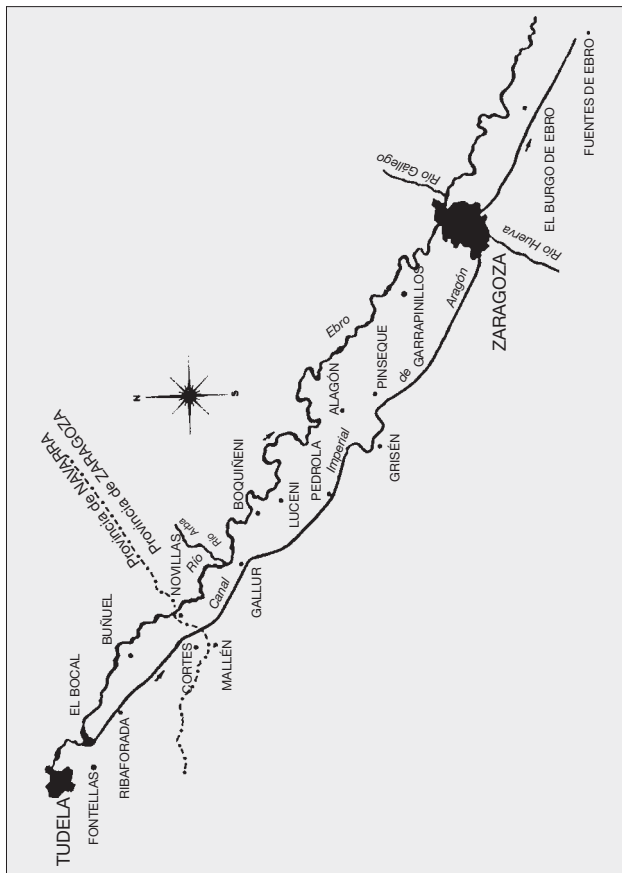 TUDELA
FONTELLAS
EL BOCAL
RIBAFORADA
BUÑUEL
CORTES
MALLÉN
NOVILLAS
Provincia de NAVARRA
Provincia de ZARAGOZA
Río
Arba
Río
Canal
GALLUR
BOQUIÑENI
LUCENI
PEDROLA
Imperial
N
S
ALAGÓN
GRISÉN
PINSEQUE
de
GARRAPINILLOS
Ebro
Aragón
ZARAGOZA
Río Gállego
Río Huerva
EL BURGO DE EBRO
FUENTES DE EBRO